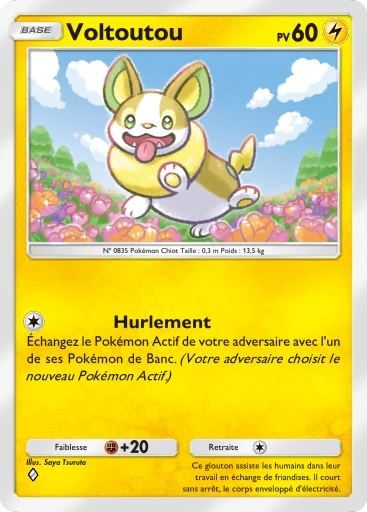 BASE Voltoutou PV 60
N° 0835 Pokémon Chiot Taille : 0,3 m Poids : 13,5 kg
Hurlement
Échangez le Pokémon Actif de votre adversaire avec l'un
de ses Pokémon de Banc. (Votre adversaire choisit le
nouveau Pokémon Actif.)
Faiblesse +20 Retraite
Illus. Saya Tsuruta
Ce glouton assiste les humains dans leur
travail en échange de friandises. Il court
sans arrêt, le corps enveloppé d'électricité.